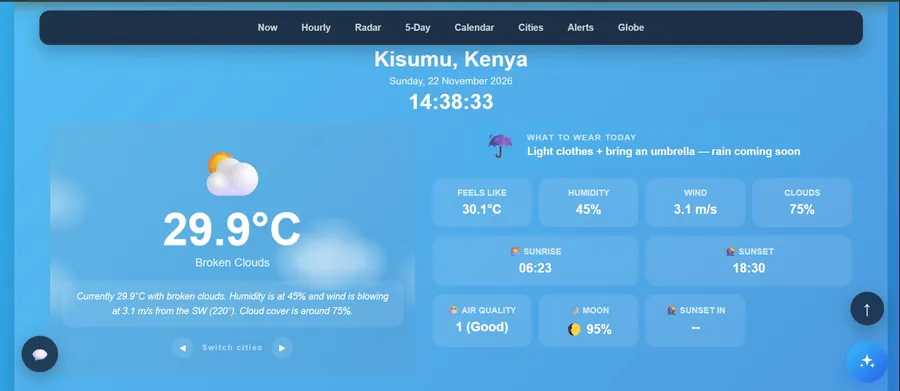 Now Hourly Radar 5-Day Calendar Cities Alerts Globe
Kisumu, Kenya
Sunday, 22 November 2026
14:38:33
29.9°C
Broken Clouds
Currently 29.9°C with broken clouds. Humidity is at 45% and wind is blowing
at 3.1 m/s from the SW (220°). Cloud cover is around 75%.
◀ Switch cities ▶
WHAT TO WEAR TODAY
Light clothes + bring an umbrella — rain coming soon
FEELS LIKE
30.1°C
HUMIDITY
45%
WIND
3.1 m/s
CLOUDS
75%
SUNRISE
06:23
SUNSET
18:30
AIR QUALITY
1 (Good)
MOON
95%
SUNSET IN
--
↑